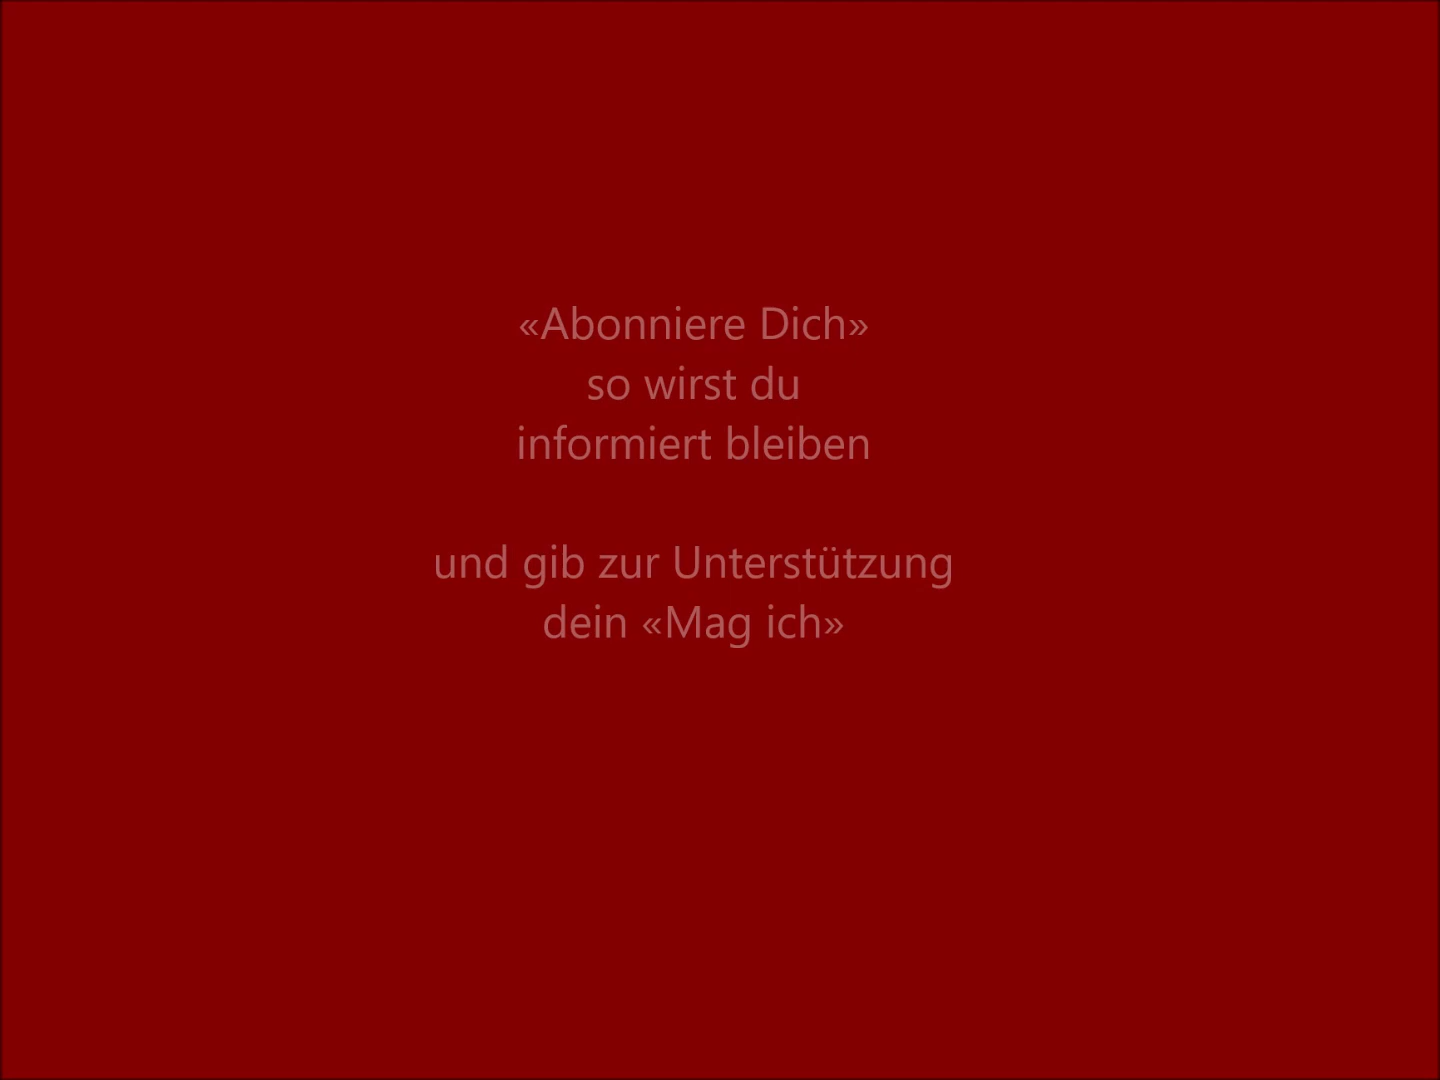 «Abonniere Dich»
so wirst du
informiert bleiben
und gib zur Unterstützung
dein «Mag ich»